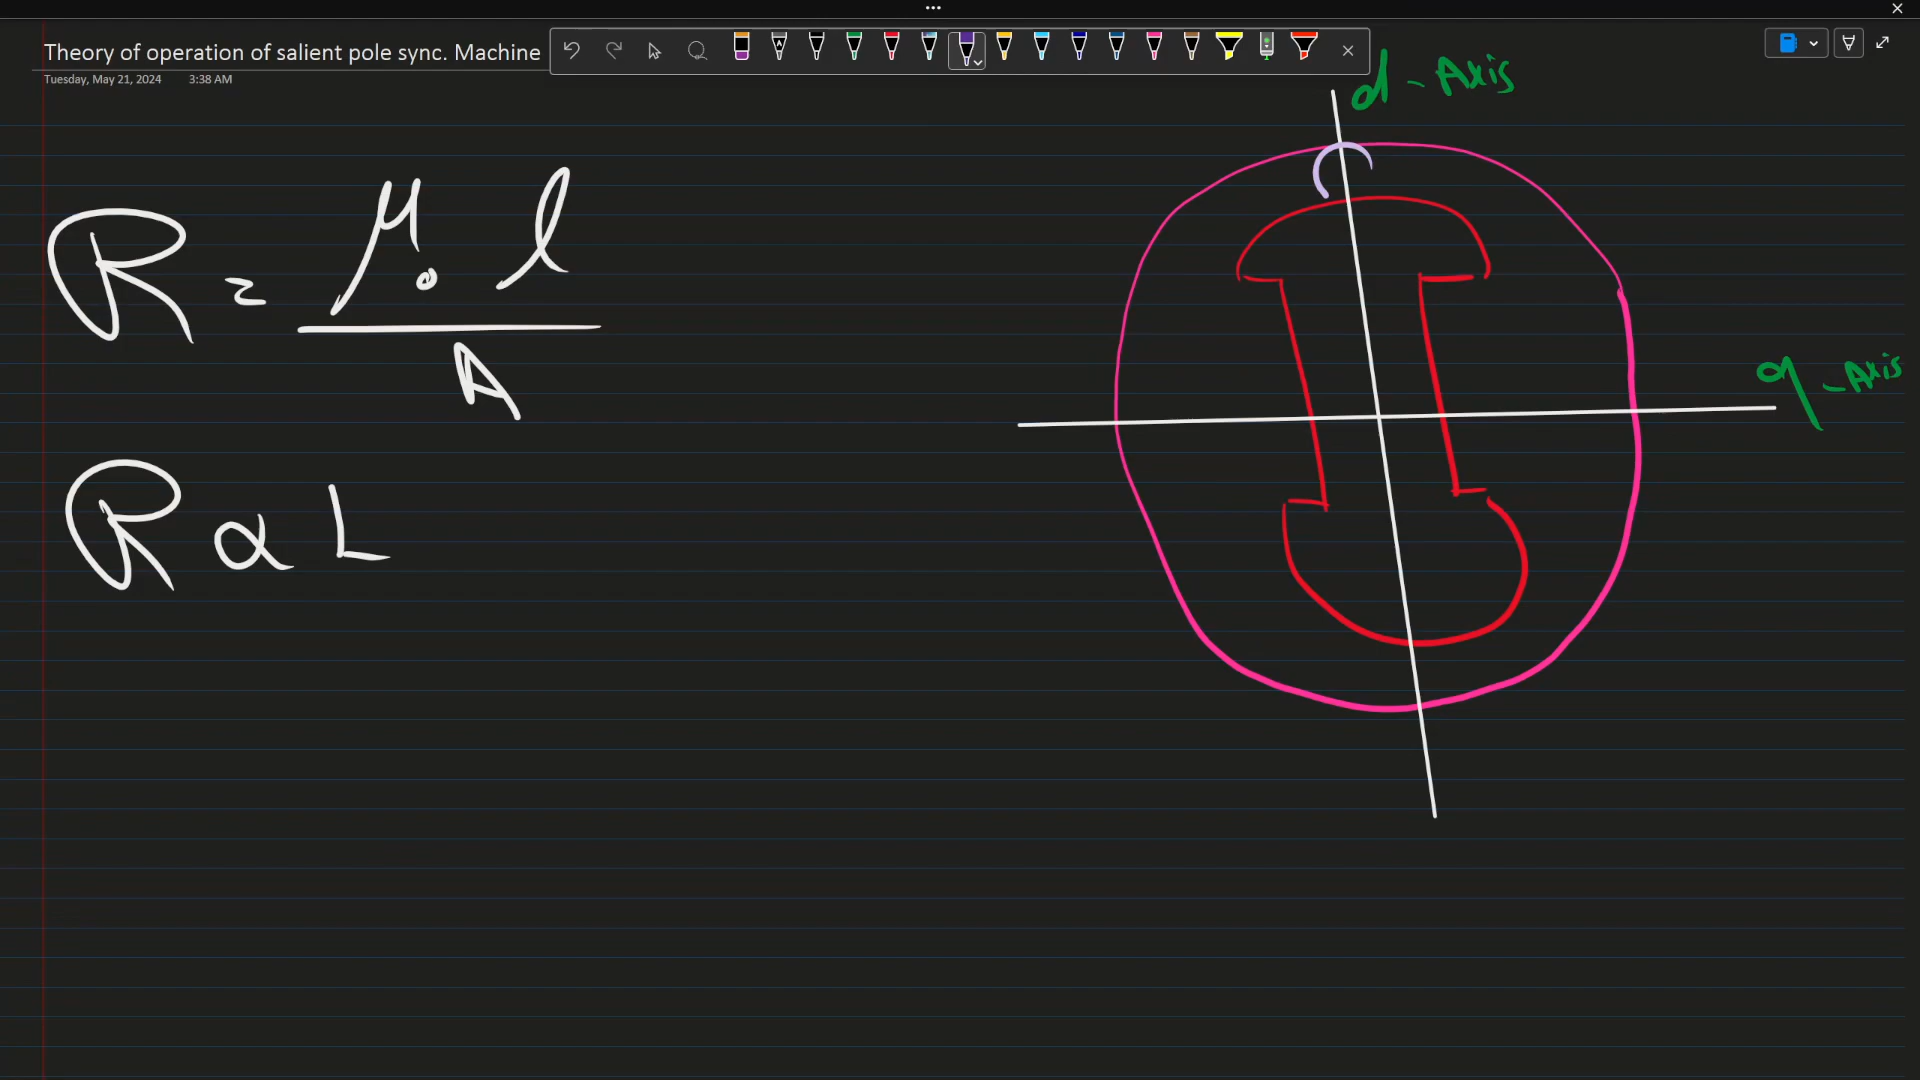 Theory of operation of salient pole sync. Machine
Tuesday, May 21, 2024 3:38 AM
d - Axis
R = μ₀ l / A
q - Axis
R α L